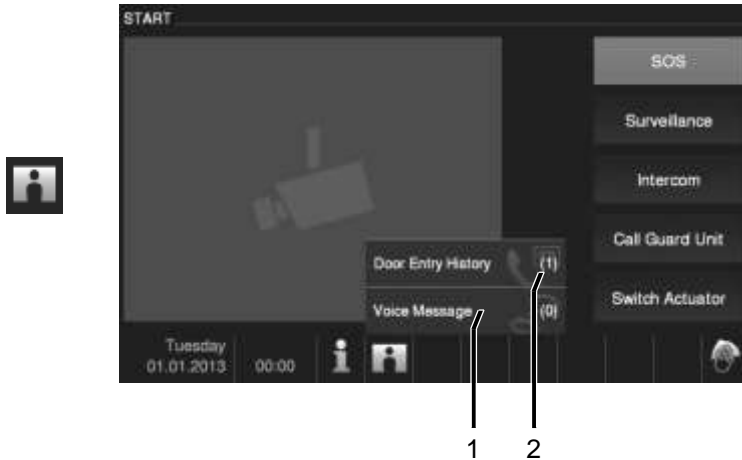 START
SOS
Surveillance
Intercom
Door Entry History (1)
Call Guard Unit
Voice Message (0)
Switch Actuator
Tuesday
01.01.2013 00:00
1 2